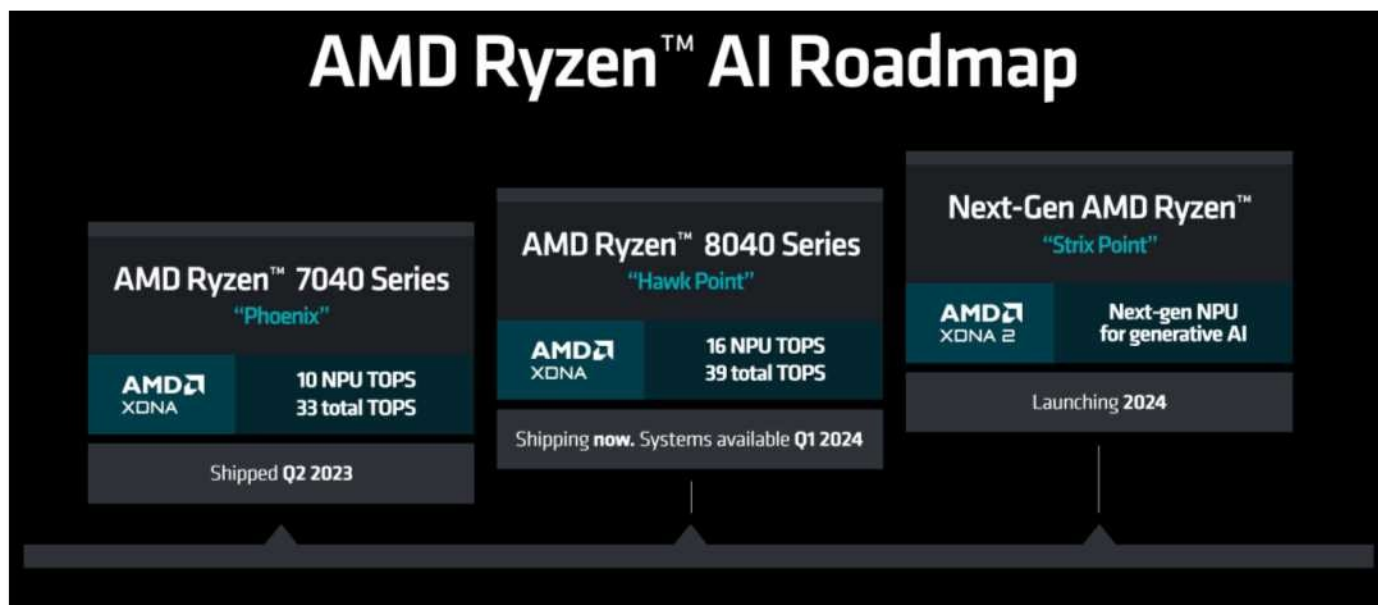 AMD Ryzen™ AI Roadmap
AMD Ryzen™ 7040 Series
“Phoenix”
AMD
XDNA
10 NPU TOPS
33 total TOPS
Shipped Q2 2023
AMD Ryzen™ 8040 Series
“Hawk Point”
AMD
XDNA
16 NPU TOPS
39 total TOPS
Shipping now. Systems available Q1 2024
Next-Gen AMD Ryzen™
“Strix Point”
AMD
XDNA 2
Next-gen NPU
for generative AI
Launching 2024